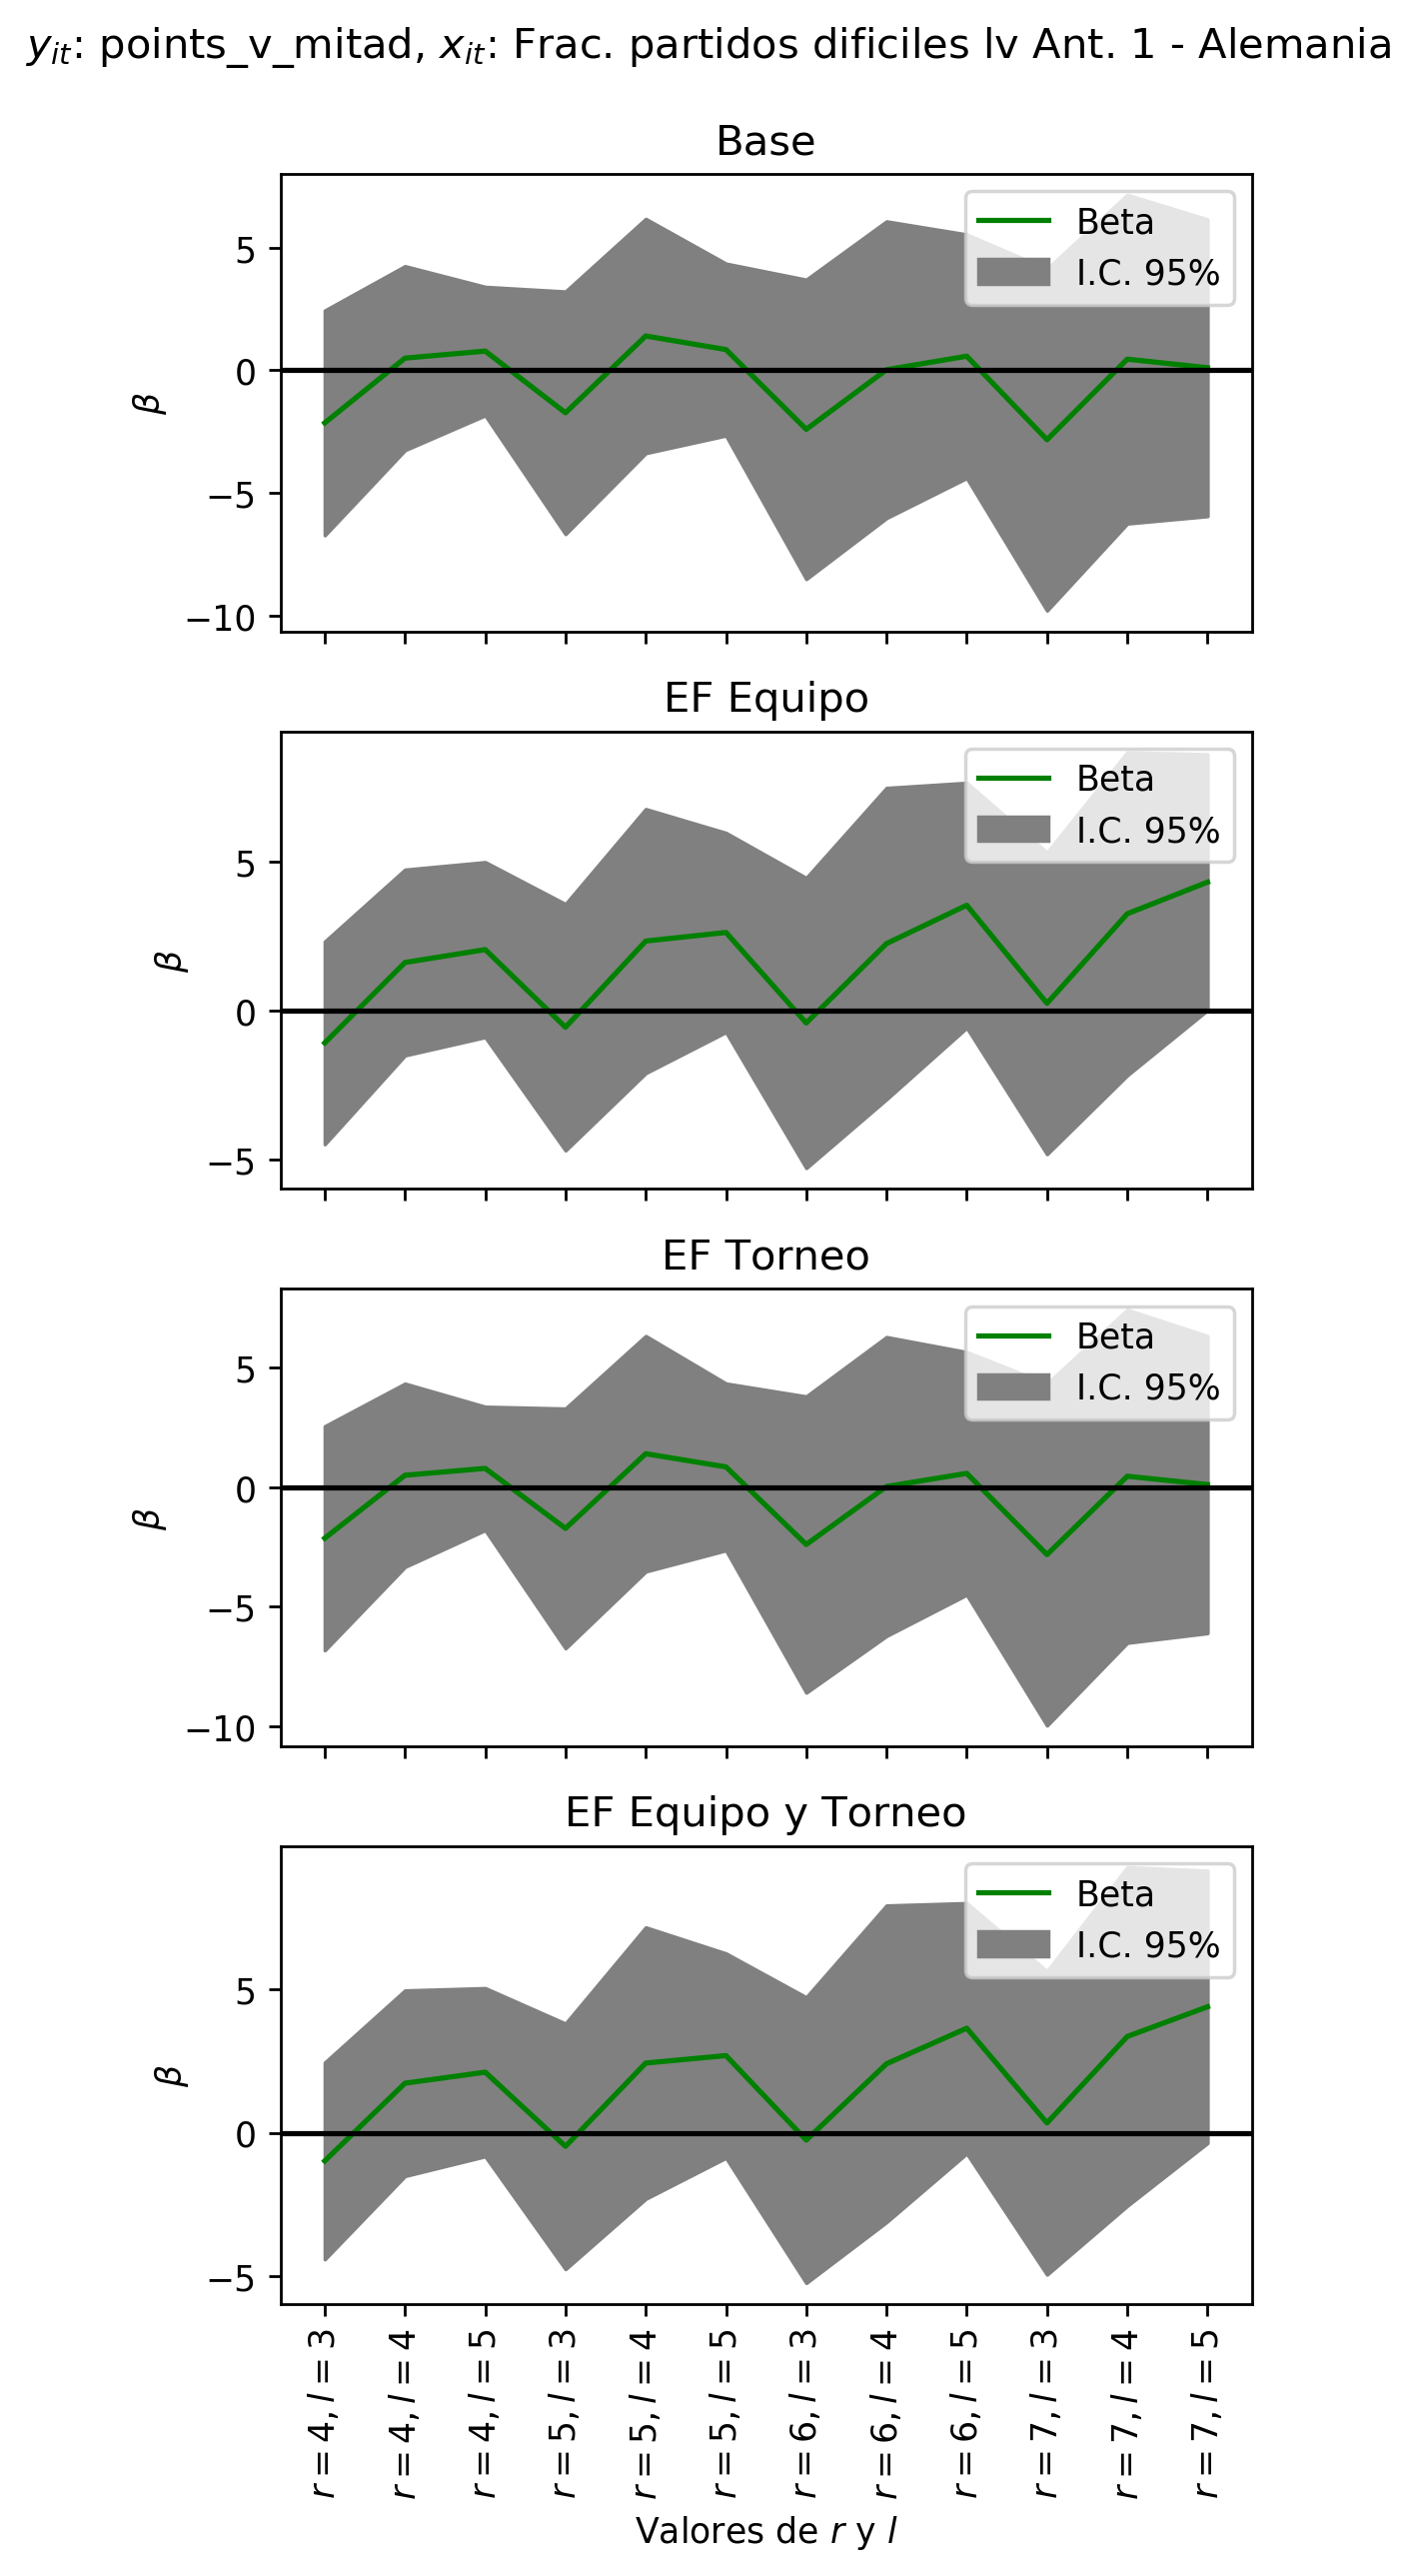 y_it: points_v_mitad, x_it: Frac. partidos dificiles lv Ant. 1 - Alemania
Base
Beta
I.C. 95%
5
0
−5
−10
β
EF Equipo
Beta
I.C. 95%
5
0
−5
β
EF Torneo
Beta
I.C. 95%
5
0
−5
−10
β
EF Equipo y Torneo
Beta
I.C. 95%
5
0
−5
β
r = 4, l = 3
r = 4, l = 4
r = 4, l = 5
r = 5, l = 3
r = 5, l = 4
r = 5, l = 5
r = 6, l = 3
r = 6, l = 4
r = 6, l = 5
r = 7, l = 3
r = 7, l = 4
r = 7, l = 5
Valores de r y l